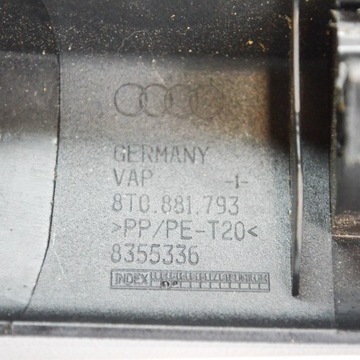 GERMANY
VAP -1-
8T0.881.793
>PP/PE-T20<
8355336
INDEX